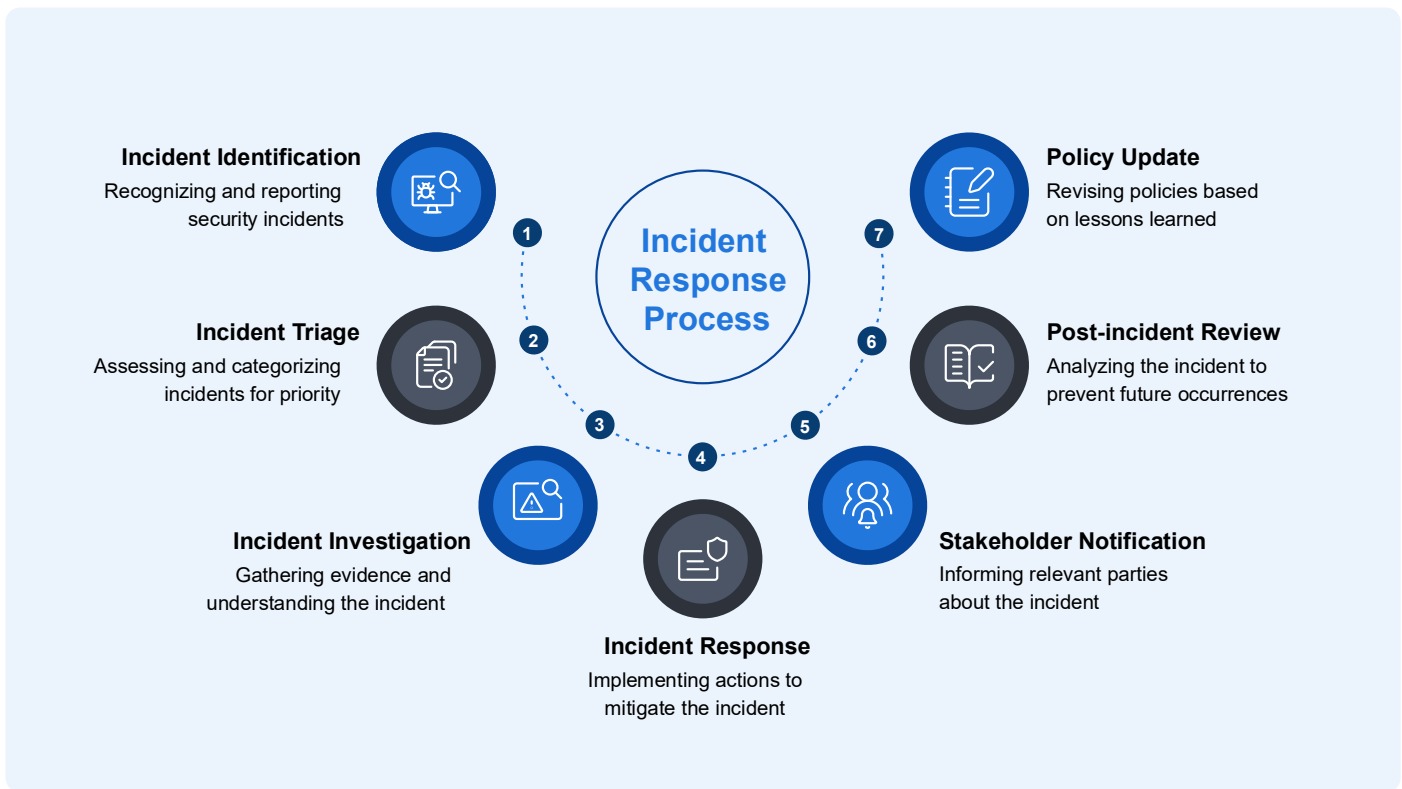 Incident
Response
Process
1
Incident Identification
Recognizing and reporting
security incidents
2
Incident Triage
Assessing and categorizing
incidents for priority
3
Incident Investigation
Gathering evidence and
understanding the incident
4
Incident Response
Implementing actions to
mitigate the incident
5
Stakeholder Notification
Informing relevant parties
about the incident
6
Post-incident Review
Analyzing the incident to
prevent future occurrences
7
Policy Update
Revising policies based
on lessons learned